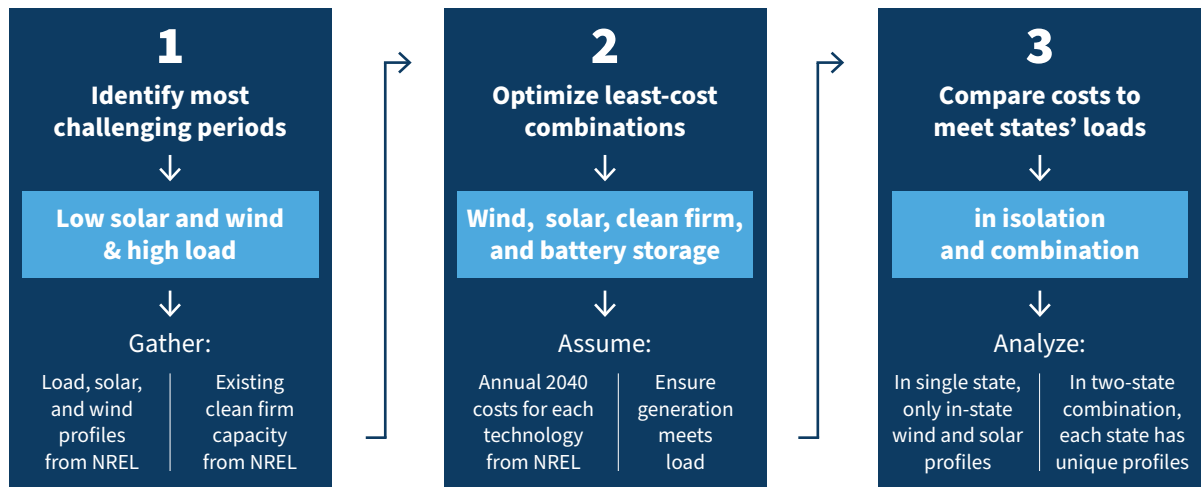 1
Identify most
challenging periods
Low solar and wind
& high load
Gather:
Load, solar,
and wind
profiles
from NREL
Existing
clean firm
capacity
from NREL
2
Optimize least-cost
combinations
Wind, solar, clean firm,
and battery storage
Assume:
Annual 2040
costs for each
technology
from NREL
Ensure
generation
meets
load
3
Compare costs to
meet states’ loads
in isolation
and combination
Analyze:
In single state,
only in-state
wind and solar
profiles
In two-state
combination,
each state has
unique profiles